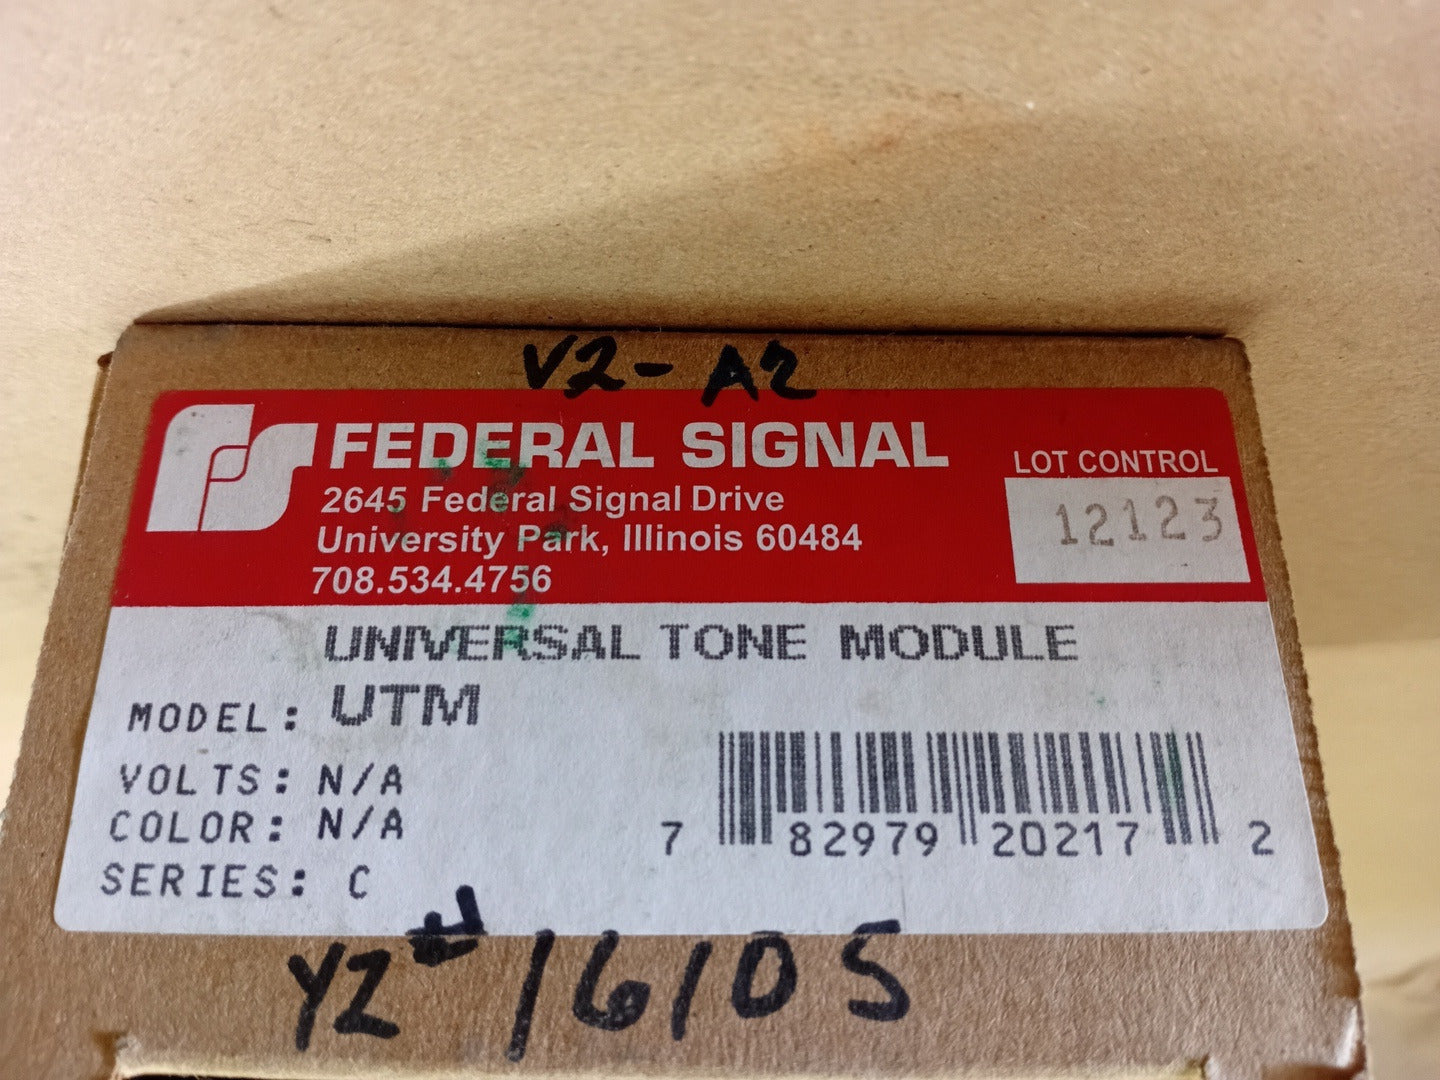 V2-A2
FEDERAL SIGNAL
2645 Federal Signal Drive
University Park, Illinois 60484
708.534.4756
LOT CONTROL
12123
UNIVERSAL TONE MODULE
MODEL: UTM
VOLTS: N/A
COLOR: N/A
SERIES: C
7 82979 20217 2
YZ# 16105